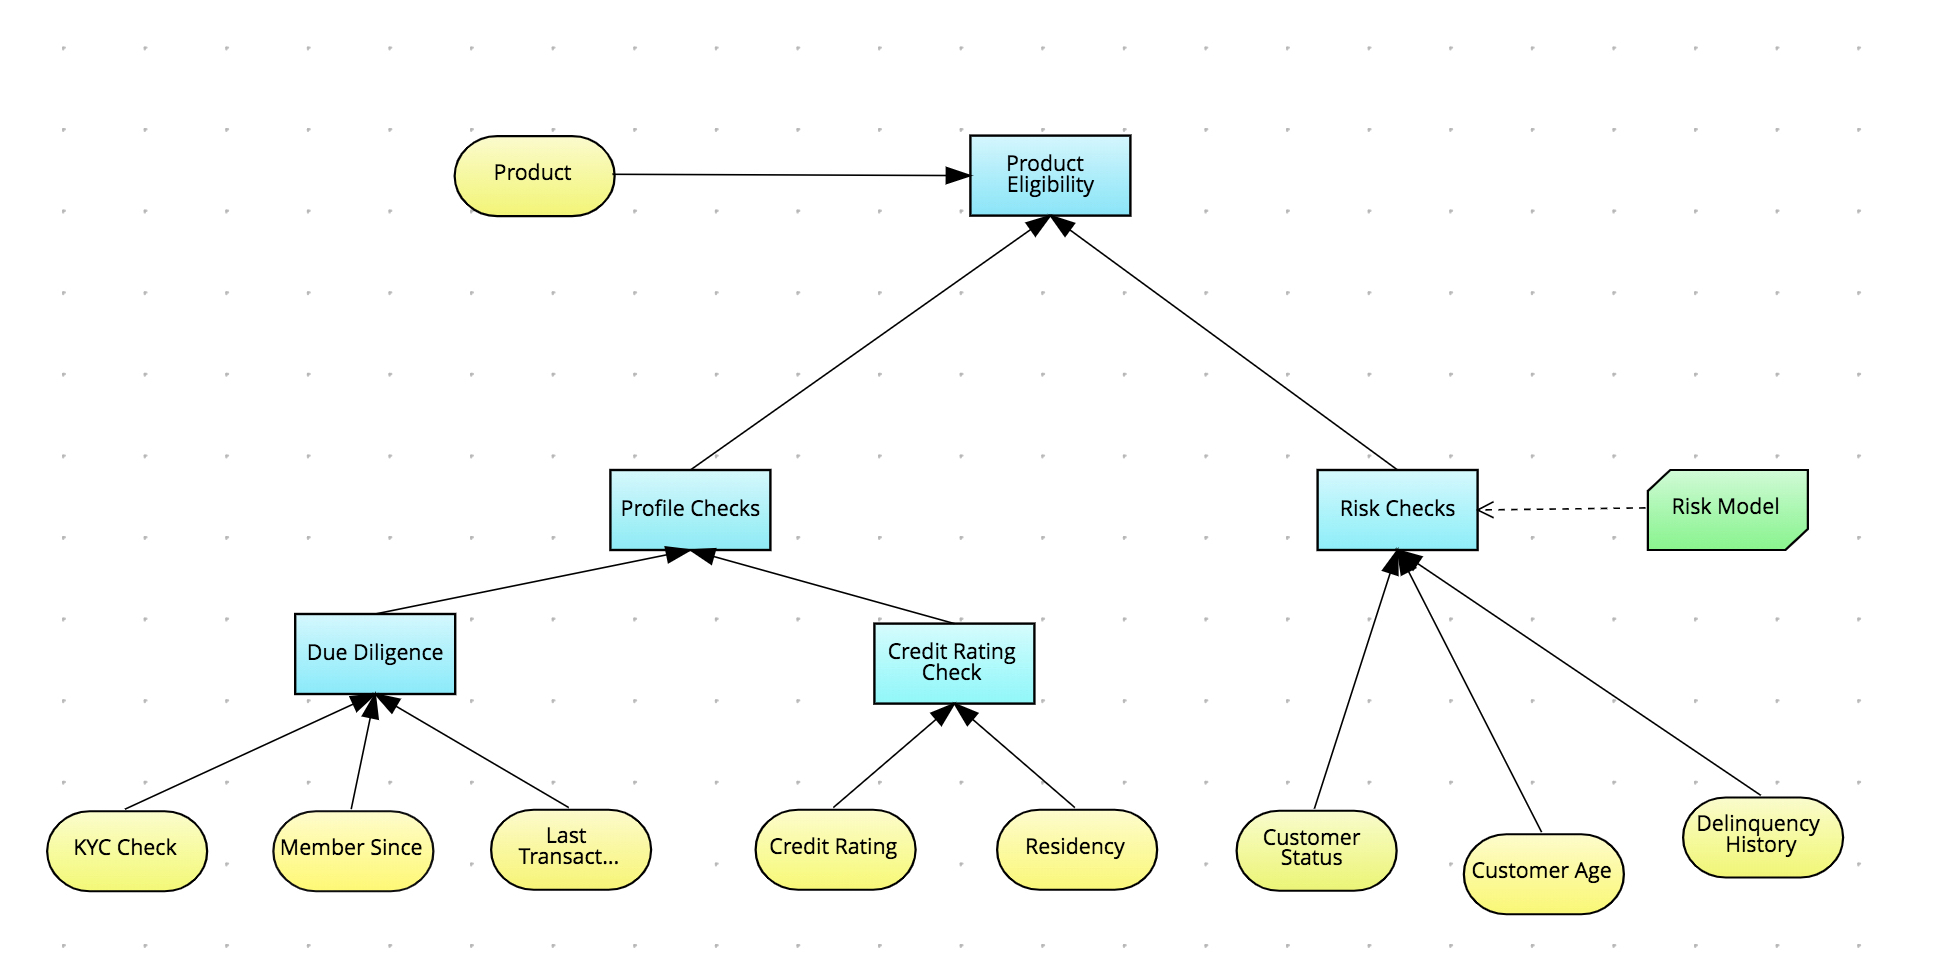 Product
Product
Eligibility
Profile Checks
Risk Checks
Risk Model
Due Diligence
Credit Rating
Check
KYC Check
Member Since
Last
Transact...
Credit Rating
Residency
Customer
Status
Customer Age
Delinquency
History